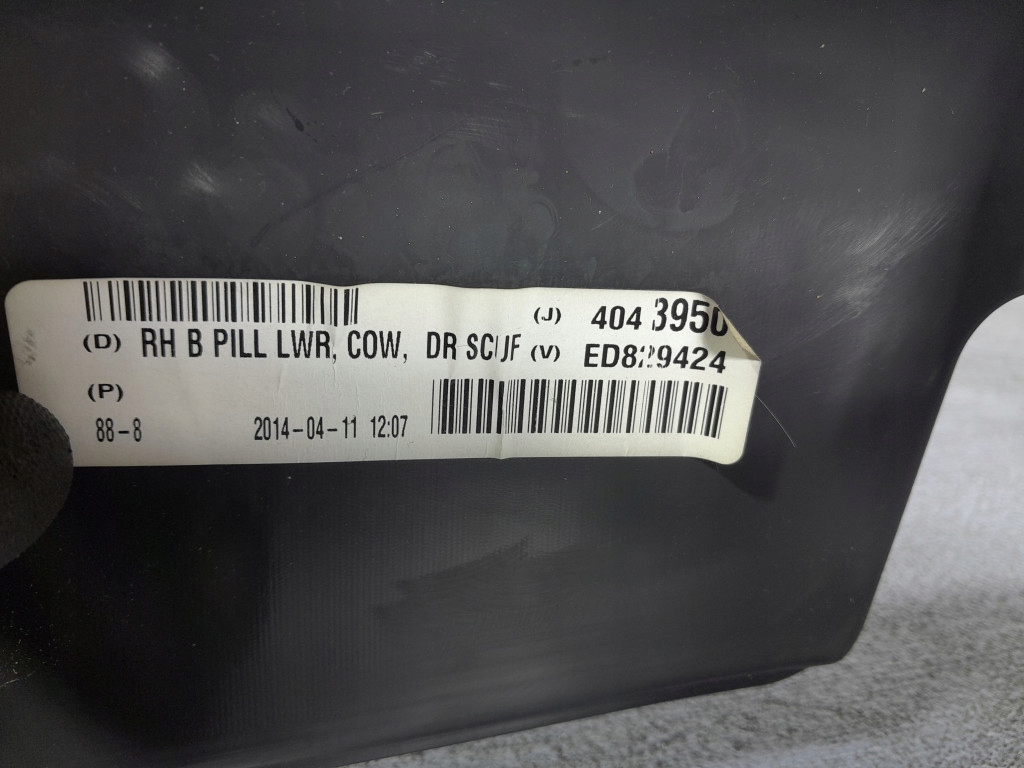 (J) 404 3950
(D) RH B PILL LWR, COW, DR SCUF (V) ED829424
(P)
88-8 2014-04-11 12:07